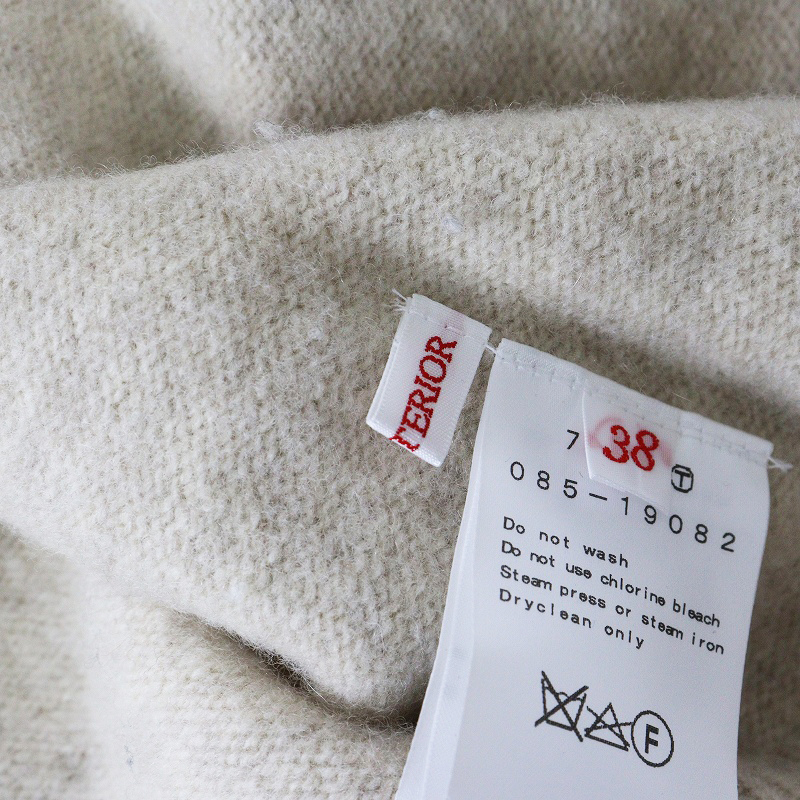 TERIOR
7
38
T
085-19082
Do not wash
Do not use chlorine bleach
Steam press or steam iron
Dryclean only
F